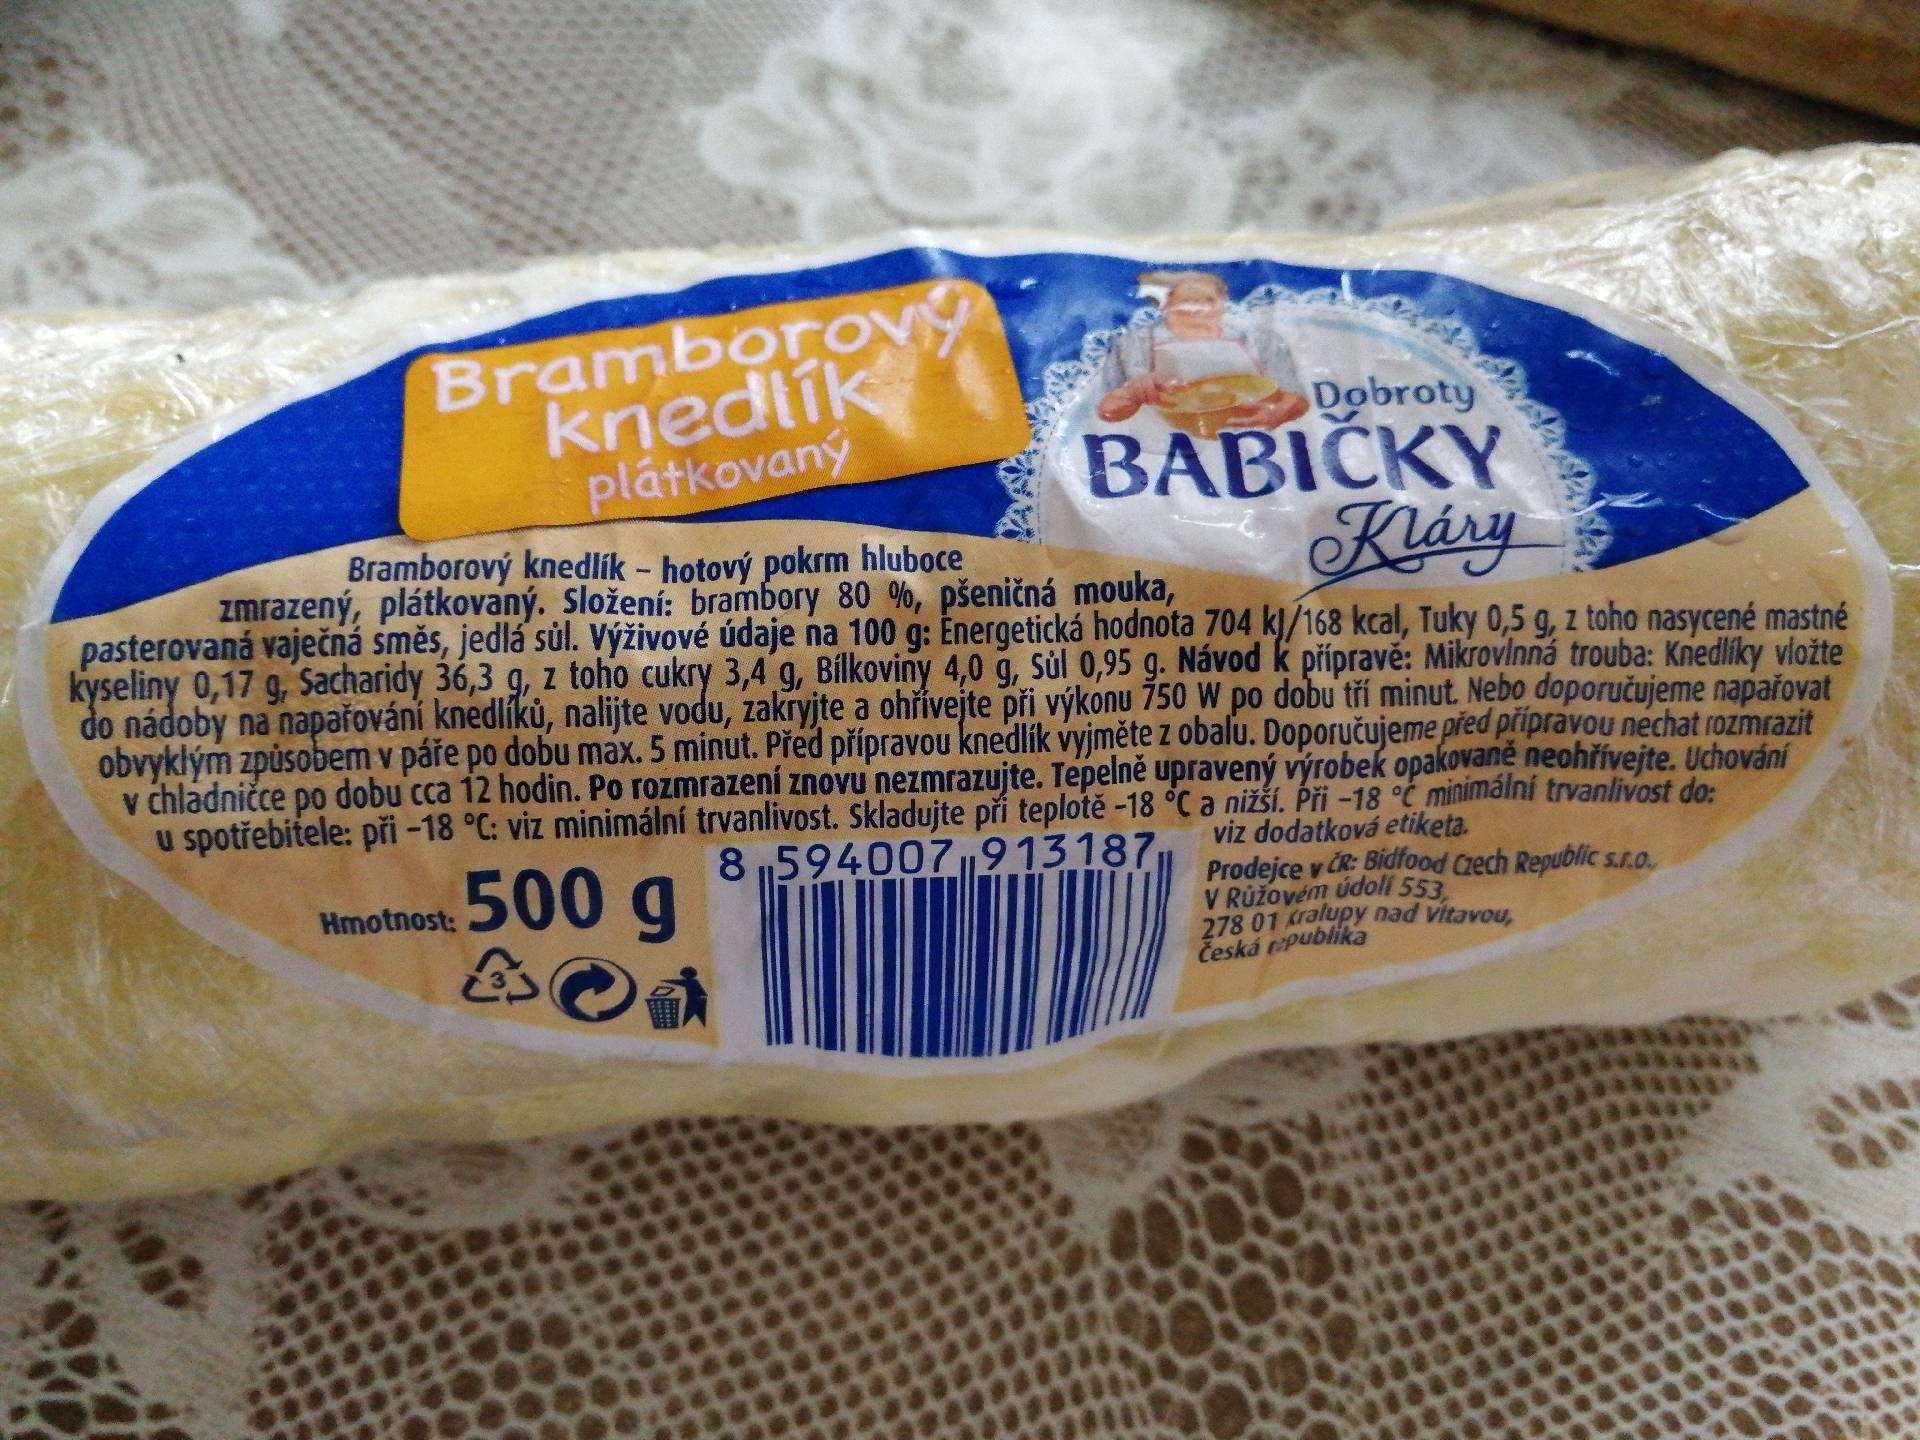 Bramborový
knedlík
plátkovaný
Dobroty
BABIČKY
Kláry
Bramborový knedlík – hotový pokrm hluboce
zmrazený, plátkovaný. Složení: brambory 80 %, pšeničná mouka,
pasterovaná vaječná směs, jedlá sůl. Výživové údaje na 100 g: Energetická hodnota 704 kJ/168 kcal, Tuky 0,5 g, z toho nasycené mastné
kyseliny 0,17 g, Sacharidy 36,3 g, z toho cukry 3,4 g, Bílkoviny 4,0 g, Sůl 0,95 g. Návod k přípravě: Mikrovlnná trouba: Knedlíky vložte
do nádoby na napařování knedlíků, nalijte vodu, zakryjte a ohřívejte při výkonu 750 W po dobu tří minut. Nebo doporučujeme napařovat
obvyklým způsobem v páře po dobu max. 5 minut. Před přípravou knedlík vyjměte z obalu. Doporučujeme před přípravou nechat rozmrazit
v chladničce po dobu cca 12 hodin. Po rozmrazení znovu nezmrazujte. Tepelně upravený výrobek opakovaně neohřívejte. Uchování
u spotřebitele: při –18 °C: viz minimální trvanlivost. Skladujte při teplotě –18 °C a nižší. Při –18 °C minimální trvanlivost do:
viz dodatková etiketa.
Hmotnost: 500 g
3
8 594007 913187
Prodejce v ČR: Bidfood Czech Republic s.r.o.,
V Růžovém údolí 553,
278 01 Kralupy nad Vltavou,
Česká republika